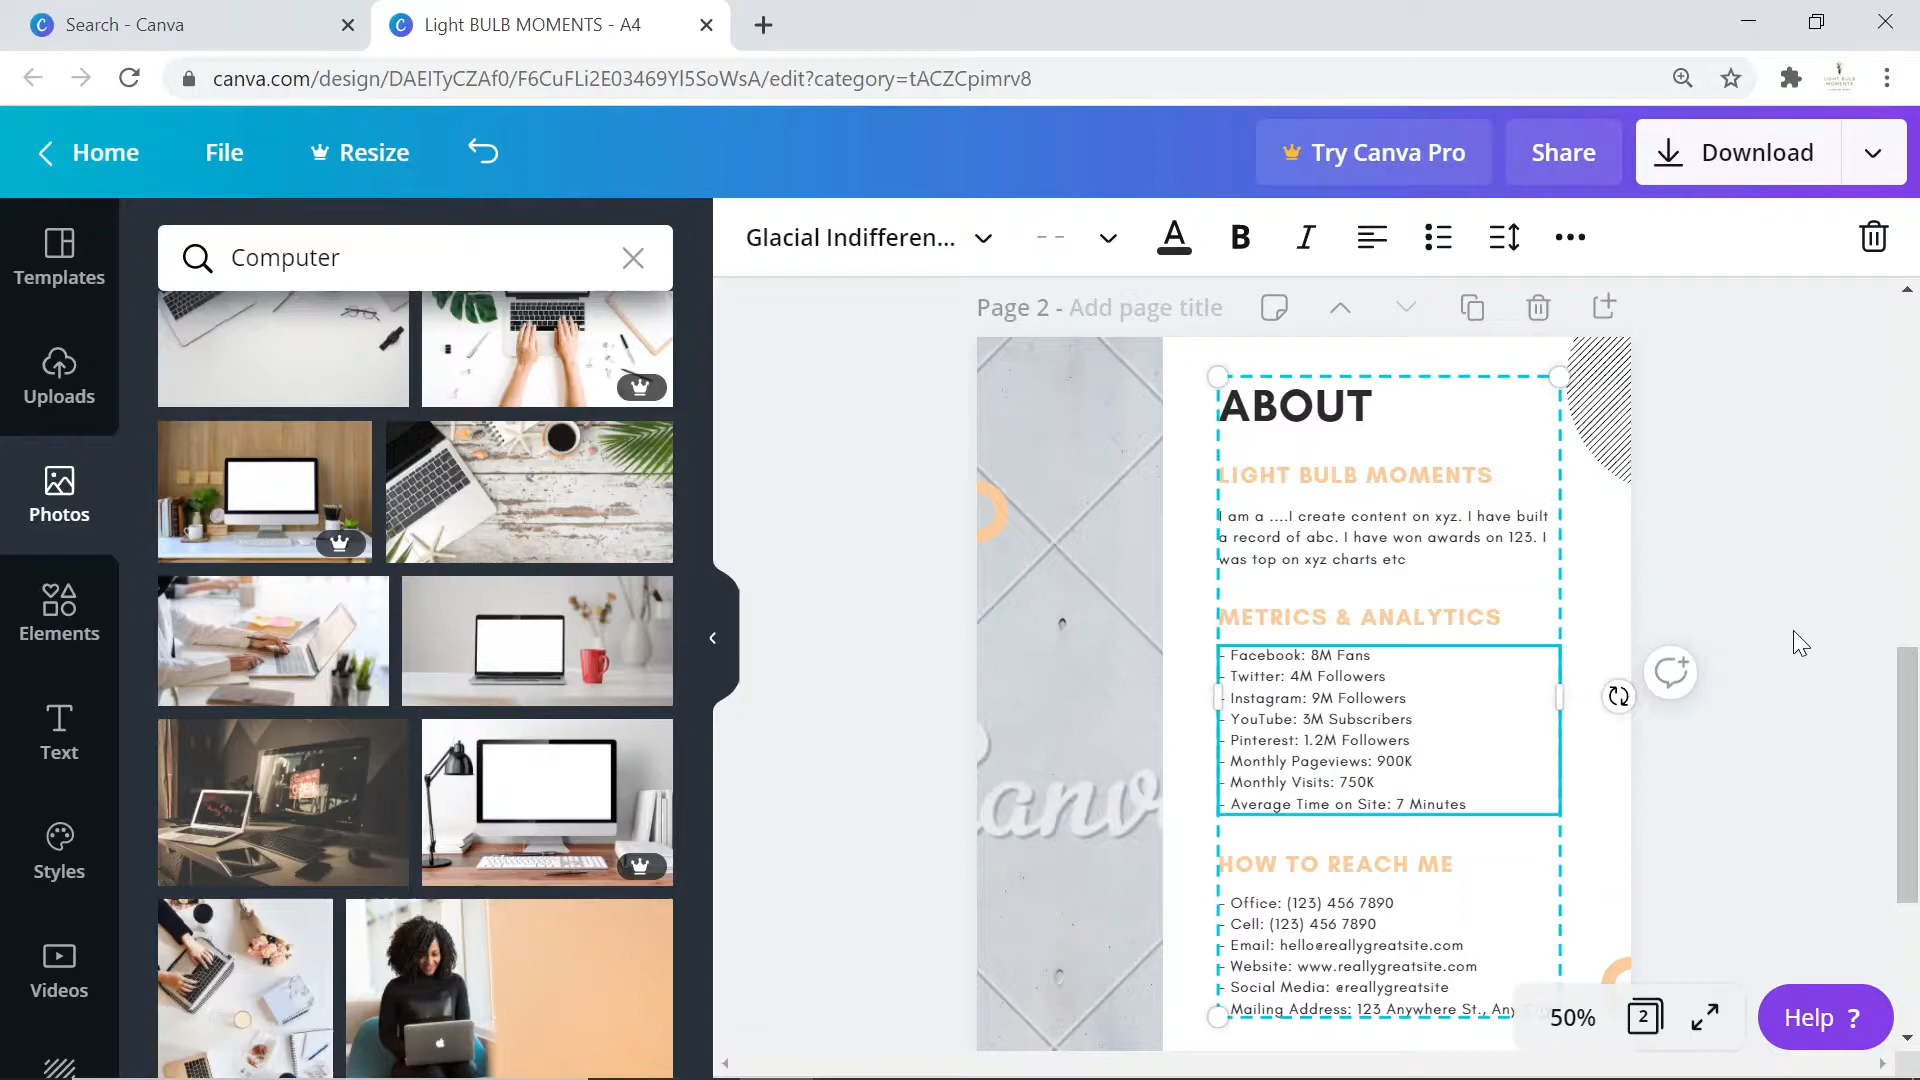 Search - Canva
Light BULB MOMENTS - A4
canva.com/design/DAEITyCZAf0/F6CuFLi2E03469Yl5SoWsA/edit?category=tACZCpimrv8
Home
File
Resize
Try Canva Pro
Share
Download
Templates
Uploads
Photos
Elements
Text
Styles
Videos
Computer
Glacial Indifferen...
- -
A
B
I
Page 2 - Add page title
ABOUT
LIGHT BULB MOMENTS
I am a ....I create content on xyz. I have built
a record of abc. I have won awards on 123. I
was top on xyz charts etc
METRICS & ANALYTICS
- Facebook: 8M Fans
- Twitter: 4M Followers
- Instagram: 9M Followers
- YouTube: 3M Subscribers
- Pinterest: 1.2M Followers
- Monthly Pageviews: 900K
- Monthly Visits: 750K
- Average Time on Site: 7 Minutes
HOW TO REACH ME
- Office: (123) 456 7890
- Cell: (123) 456 7890
- Email: hello@reallygreatsite.com
- Website: www.reallygreatsite.com
- Social Media: @reallygreatsite
- Mailing Address: 123 Anywhere St., Any
50%
2
Help ?